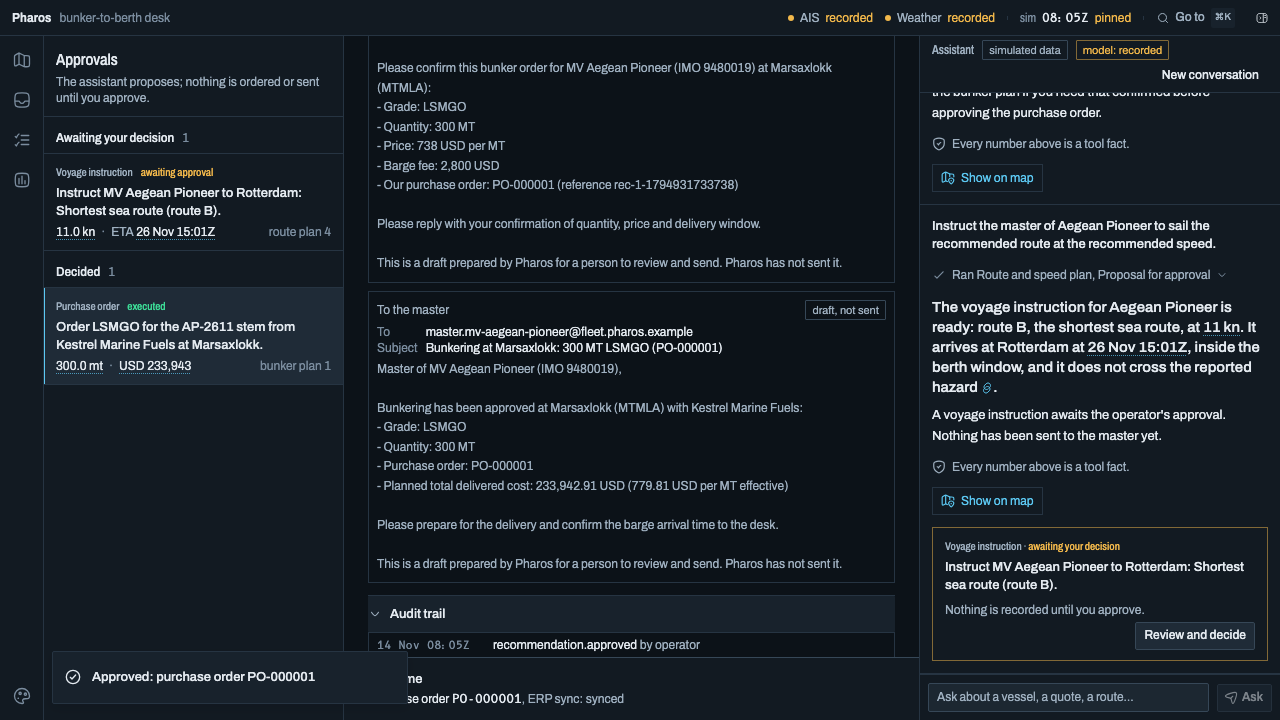 Pharos bunker-to-berth desk
AIS recorded Weather recorded sim 08:05Z pinned Go to ⌘K
Approvals
The assistant proposes; nothing is ordered or sent
until you approve.
Awaiting your decision 1
Voyage instruction awaiting approval
Instruct MV Aegean Pioneer to Rotterdam:
Shortest sea route (route B).
11.0 kn · ETA 26 Nov 15:01Z route plan 4
Decided 1
Purchase order executed
Order LSMGO for the AP-2611 stem from
Kestrel Marine Fuels at Marsaxlokk.
300.0 mt · USD 233,943 bunker plan 1
Approved: purchase order PO-000001
Please confirm this bunker order for MV Aegean Pioneer (IMO 9480019) at Marsaxlokk
(MTMLA):
- Grade: LSMGO
- Quantity: 300 MT
- Price: 738 USD per MT
- Barge fee: 2,800 USD
- Our purchase order: PO-000001 (reference rec-1-1794931733738)
Please reply with your confirmation of quantity, price and delivery window.
This is a draft prepared by Pharos for a person to review and send. Pharos has not sent it.
To the master draft, not sent
To master.mv-aegean-pioneer@fleet.pharos.example
Subject Bunkering at Marsaxlokk: 300 MT LSMGO (PO-000001)
Master of MV Aegean Pioneer (IMO 9480019),
Bunkering has been approved at Marsaxlokk (MTMLA) with Kestrel Marine Fuels:
- Grade: LSMGO
- Quantity: 300 MT
- Purchase order: PO-000001
- Planned total delivered cost: 233,942.91 USD (779.81 USD per MT effective)
Please prepare for the delivery and confirm the barge arrival time to the desk.
This is a draft prepared by Pharos for a person to review and send. Pharos has not sent it.
Audit trail
14 Nov 08:05Z recommendation.approved by operator
order PO-000001, ERP sync: synced
Assistant simulated data model: recorded
New conversation
the bunker plan if you need that confirmed before
approving the purchase order.
Every number above is a tool fact.
Show on map
Instruct the master of Aegean Pioneer to sail the
recommended route at the recommended speed.
Ran Route and speed plan, Proposal for approval
The voyage instruction for Aegean Pioneer is
ready: route B, the shortest sea route, at 11 kn. It
arrives at Rotterdam at 26 Nov 15:01Z, inside the
berth window, and it does not cross the reported
hazard.
A voyage instruction awaits the operator's approval.
Nothing has been sent to the master yet.
Every number above is a tool fact.
Show on map
Voyage instruction · awaiting your decision
Instruct MV Aegean Pioneer to Rotterdam: Shortest
sea route (route B).
Nothing is recorded until you approve.
Review and decide
Ask about a vessel, a quote, a route... Ask